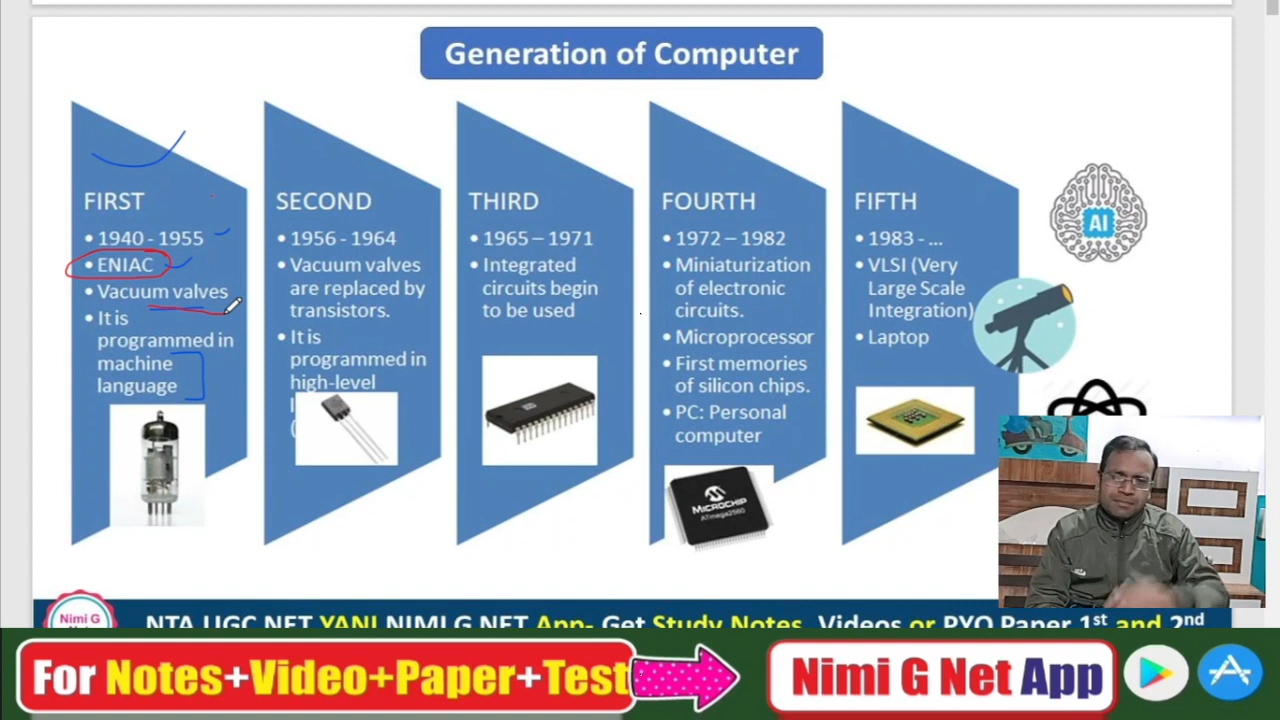 Generation of Computer
FIRST
• 1940 - 1955
• ENIAC
• Vacuum valves
• It is
programmed in
machine
language
SECOND
• 1956 - 1964
• Vacuum valves
are replaced by
transistors.
• It is
programmed in
high-level
THIRD
• 1965 – 1971
• Integrated
circuits begin
to be used
FOURTH
• 1972 – 1982
• Miniaturization
of electronic
circuits.
• Microprocessor
• First memories
of silicon chips.
• PC: Personal
computer
MICROCHIP
ATmega2560
FIFTH
• 1983 - ...
• VLSI (Very
Large Scale
Integration)
• Laptop
AI
Nimi G
NTA UGC NET YANI NIMI G NET App- Get Study Notes, Videos or PYQ Paper 1st and 2nd
For Notes+Video+Paper+Test
Nimi G Net App